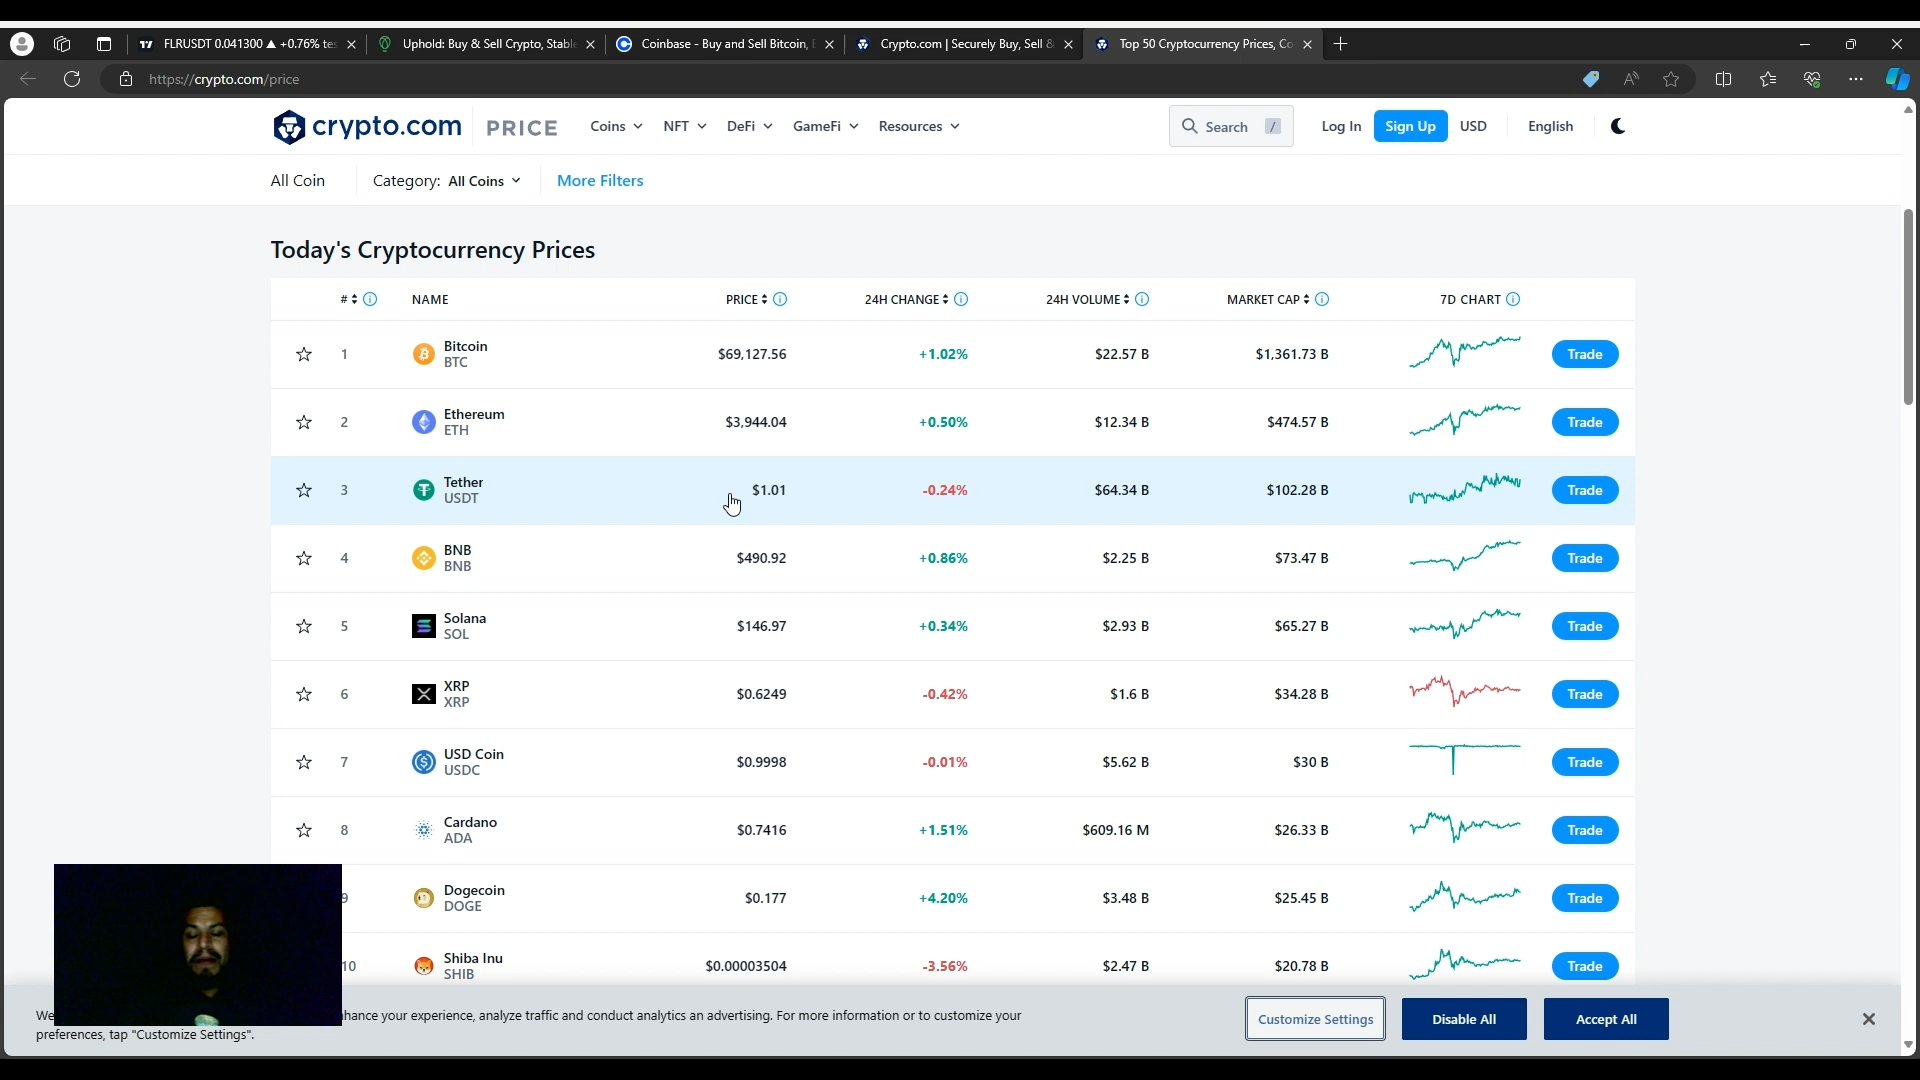 FLRUSDT 0.041300 ▲ +0.76% te
Uphold: Buy & Sell Crypto, Stabl
Coinbase - Buy and Sell Bitcoin,
Crypto.com | Securely Buy, Sell &
Top 50 Cryptocurrency Prices, Co
https://crypto.com/price
crypto.com PRICE Coins NFT DeFi GameFi Resources Search / Log In Sign Up USD English
All Coin Category: All Coins More Filters
Today's Cryptocurrency Prices
# NAME PRICE 24H CHANGE 24H VOLUME MARKET CAP 7D CHART
1 Bitcoin BTC $69,127.56 +1.02% $22.57 B $1,361.73 B Trade
2 Ethereum ETH $3,944.04 +0.50% $12.34 B $474.57 B Trade
3 Tether USDT $1.01 -0.24% $64.34 B $102.28 B Trade
4 BNB BNB $490.92 +0.86% $2.25 B $73.47 B Trade
5 Solana SOL $146.97 +0.34% $2.93 B $65.27 B Trade
6 XRP XRP $0.6249 -0.42% $1.6 B $34.28 B Trade
7 USD Coin USDC $0.9998 -0.01% $5.62 B $30 B Trade
8 Cardano ADA $0.7416 +1.51% $609.16 M $26.33 B Trade
9 Dogecoin DOGE $0.177 +4.20% $3.48 B $25.45 B Trade
10 Shiba Inu SHIB $0.00003504 -3.56% $2.47 B $20.78 B Trade
We hance your experience, analyze traffic and conduct analytics an advertising. For more information or to customize your
preferences, tap "Customize Settings".
Customize Settings Disable All Accept All